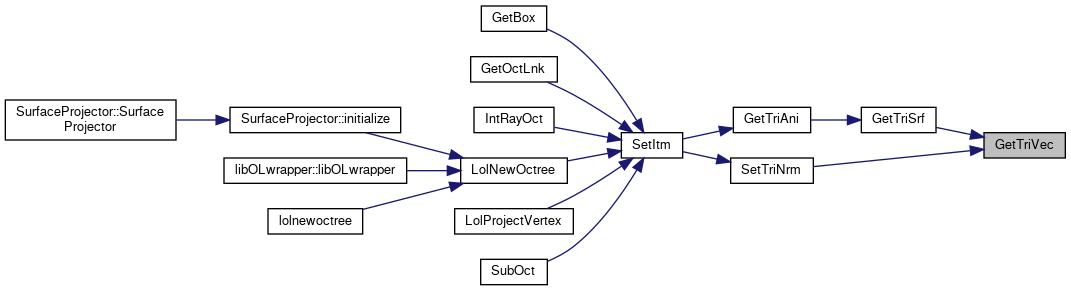 GetBox
GetOctLnk
IntRayOct
SurfaceProjector::Surface
Projector
SurfaceProjector::initialize
libOLwrapper::libOLwrapper
lolnewoctree
LolNewOctree
LolProjectVertex
SubOct
SetItm
GetTriAni
GetTriSrf
SetTriNrm
GetTriVec